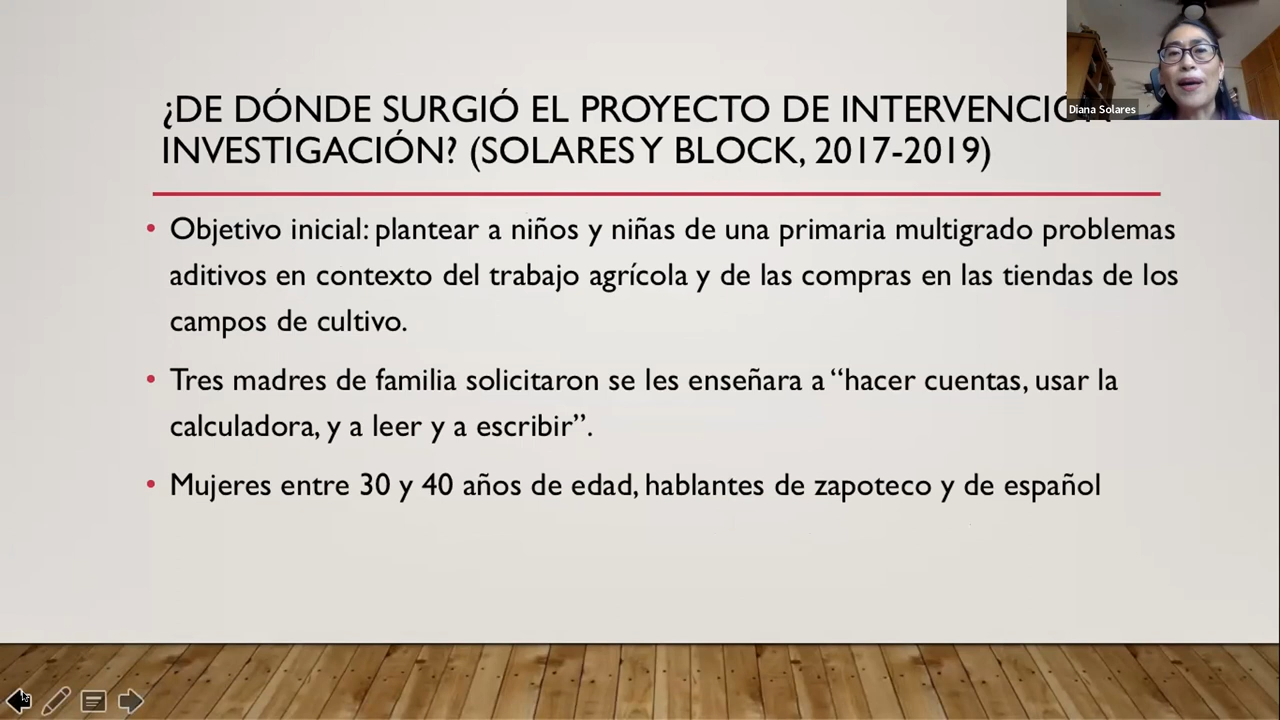 ¿DE DÓNDE SURGIÓ EL PROYECTO DE INTERVENCIÓN
INVESTIGACIÓN? (SOLARES Y BLOCK, 2017-2019)
Diana Solares
• Objetivo inicial: plantear a niños y niñas de una primaria multigrado problemas
aditivos en contexto del trabajo agrícola y de las compras en las tiendas de los
campos de cultivo.
• Tres madres de familia solicitaron se les enseñara a “hacer cuentas, usar la
calculadora, y a leer y a escribir”.
• Mujeres entre 30 y 40 años de edad, hablantes de zapoteco y de español